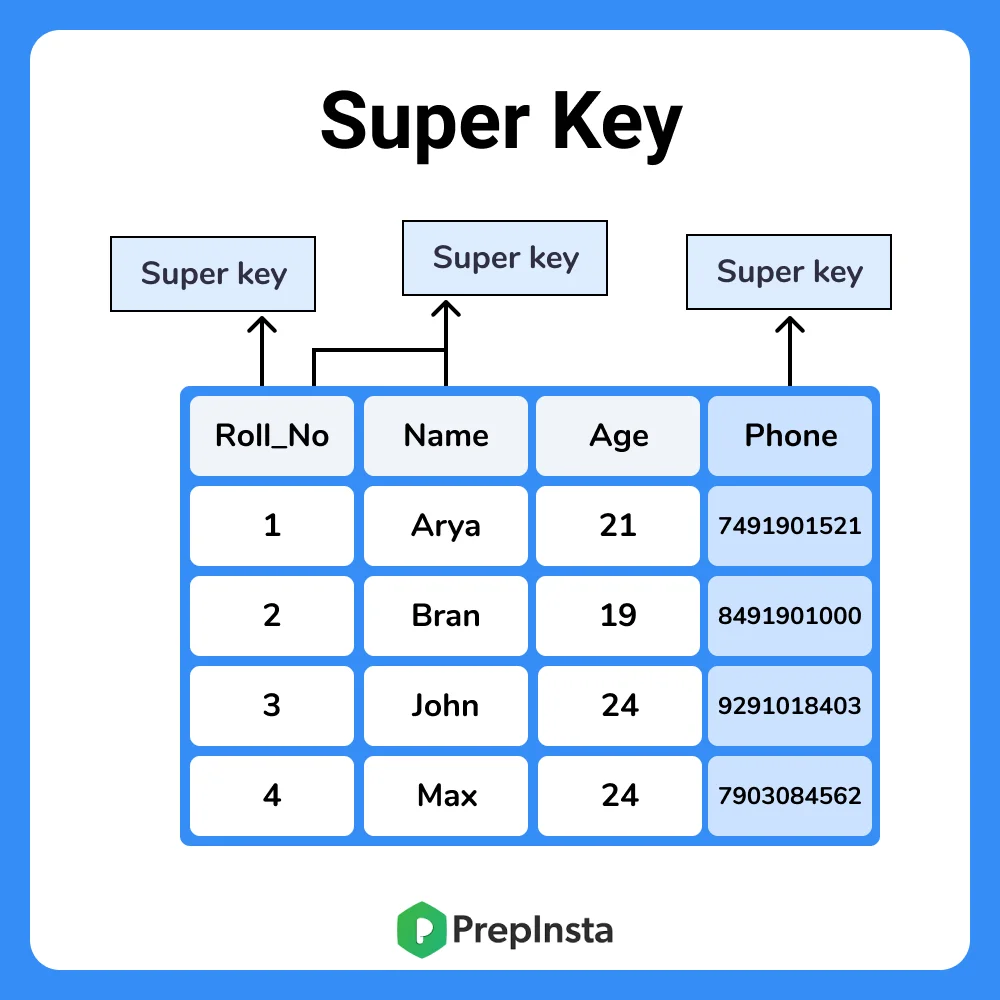 Super Key
Super key
Super key
Super key
Roll_No Name Age Phone
1 Arya 21 7491901521
2 Bran 19 8491901000
3 John 24 9291018403
4 Max 24 7903084562
PrepInsta